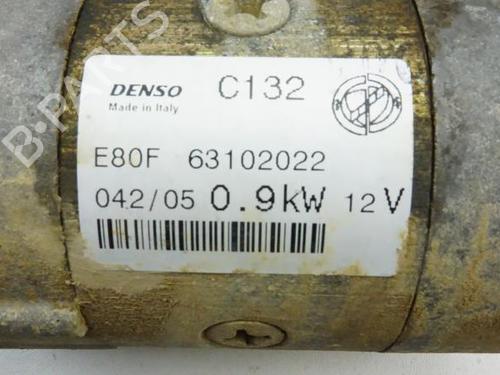 B-PARTS
DENSO C132
Made in Italy
E80F 63102022
042/05 0.9kW 12V